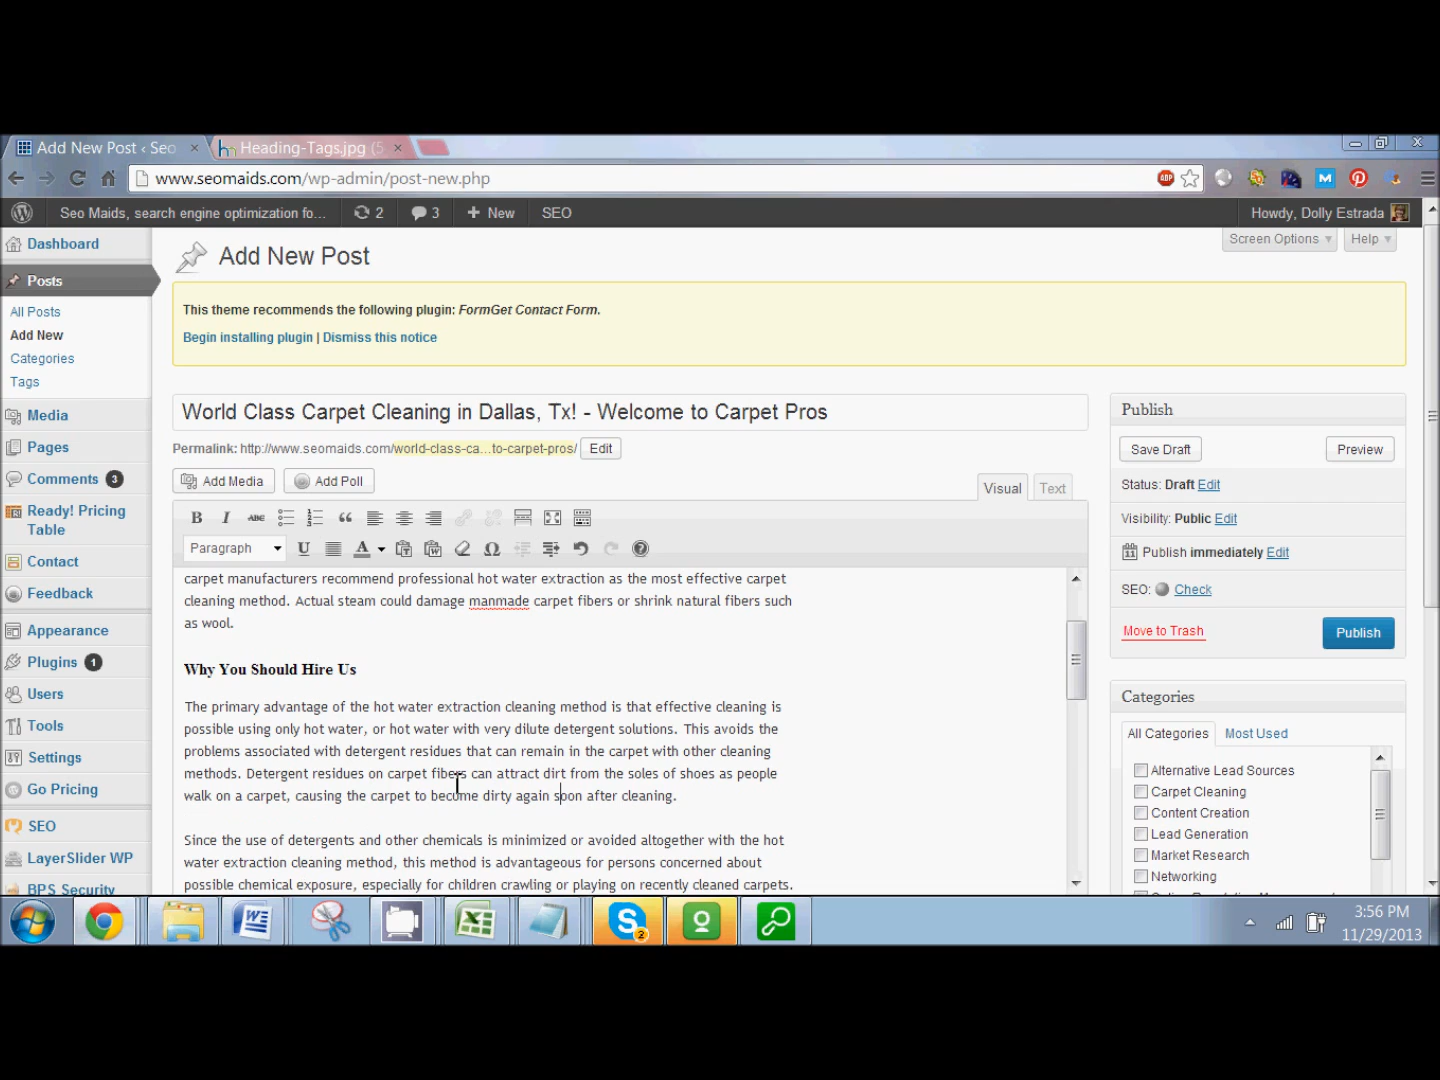 Add New Post ‹ Seo
Heading-Tags.jpg (5
www.seomaids.com/wp-admin/post-new.php
ABP
M
Seo Maids, search engine optimization fo...
2
3
+ New
SEO
Howdy, Dolly Estrada
Screen Options
Help
Dashboard
Posts
All Posts
Add New
Categories
Tags
Media
Pages
Comments 3
Ready! Pricing
Table
Contact
Feedback
Appearance
Plugins 1
Users
Tools
Settings
Go Pricing
SEO
LayerSlider WP
BPS Security
Add New Post
This theme recommends the following plugin: FormGet Contact Form.
Begin installing plugin | Dismiss this notice
World Class Carpet Cleaning in Dallas, Tx! - Welcome to Carpet Pros
Permalink: http://www.seomaids.com/world-class-ca...to-carpet-pros/ Edit
Add Media
Add Poll
Visual
Text
B I ABC
Paragraph U A Ω
carpet manufacturers recommend professional hot water extraction as the most effective carpet
cleaning method. Actual steam could damage manmade carpet fibers or shrink natural fibers such
as wool.
Why You Should Hire Us
The primary advantage of the hot water extraction cleaning method is that effective cleaning is
possible using only hot water, or hot water with very dilute detergent solutions. This avoids the
problems associated with detergent residues that can remain in the carpet with other cleaning
methods. Detergent residues on carpet fibers can attract dirt from the soles of shoes as people
walk on a carpet, causing the carpet to become dirty again soon after cleaning.
Since the use of detergents and other chemicals is minimized or avoided altogether with the hot
water extraction cleaning method, this method is advantageous for persons concerned about
possible chemical exposure, especially for children crawling or playing on recently cleaned carpets.
Publish
Save Draft
Preview
Status: Draft Edit
Visibility: Public Edit
Publish immediately Edit
SEO: Check
Move to Trash
Publish
Categories
All Categories
Most Used
Alternative Lead Sources
Carpet Cleaning
Content Creation
Lead Generation
Market Research
Networking
3:56 PM
11/29/2013